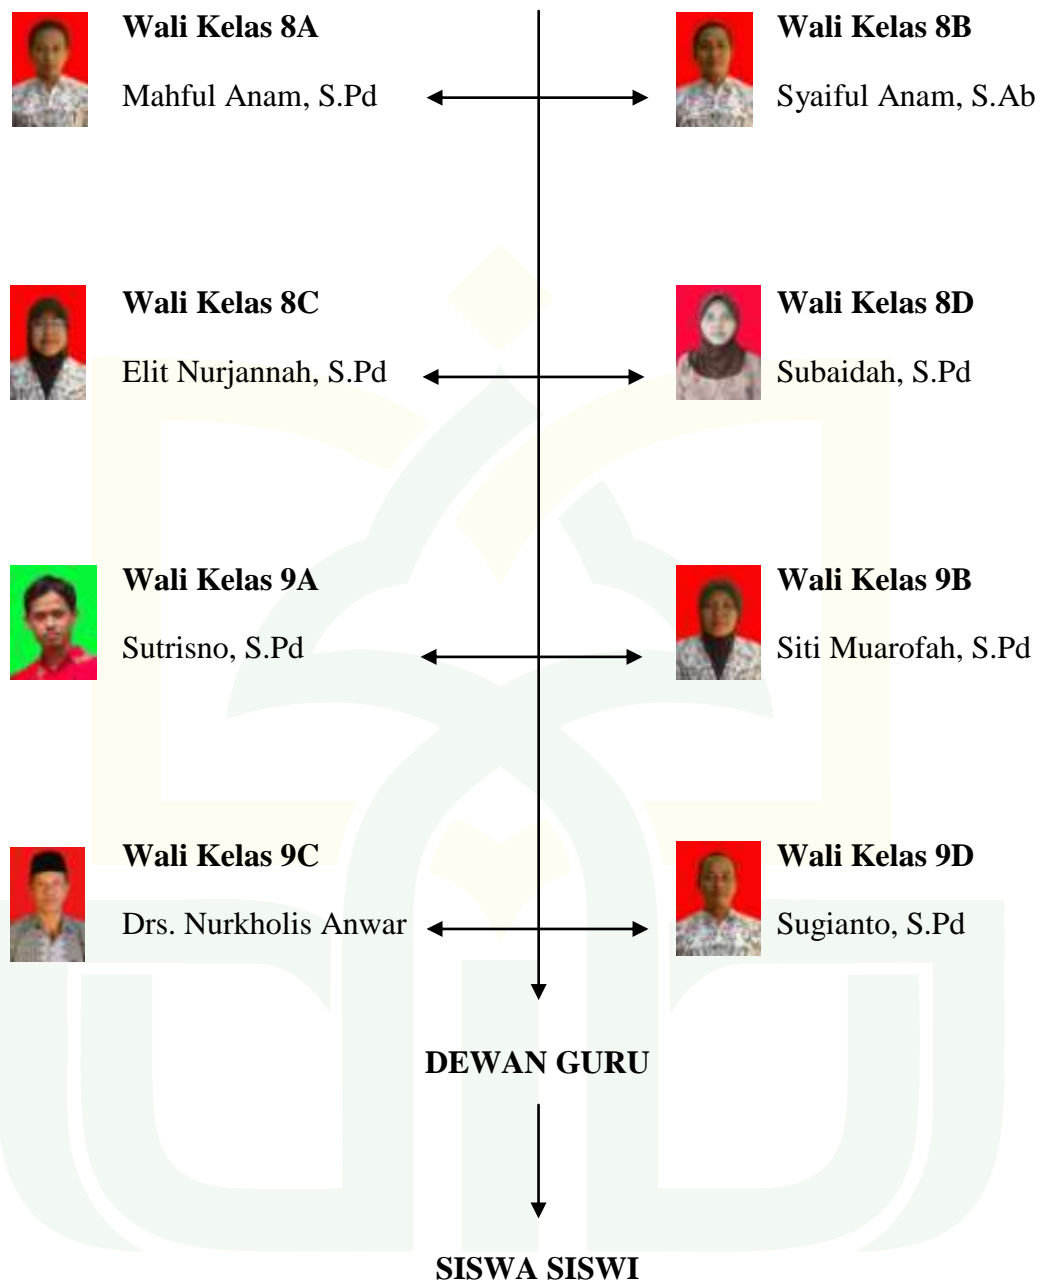 Wali Kelas 8A
Mahful Anam, S.Pd
Wali Kelas 8B
Syaiful Anam, S.Ab
Wali Kelas 8C
Elit Nurjannah, S.Pd
Wali Kelas 8D
Subaidah, S.Pd
Wali Kelas 9A
Sutrisno, S.Pd
Wali Kelas 9B
Siti Muarofah, S.Pd
Wali Kelas 9C
Drs. Nurkholis Anwar
Wali Kelas 9D
Sugianto, S.Pd
DEWAN GURU
SISWA SISWI